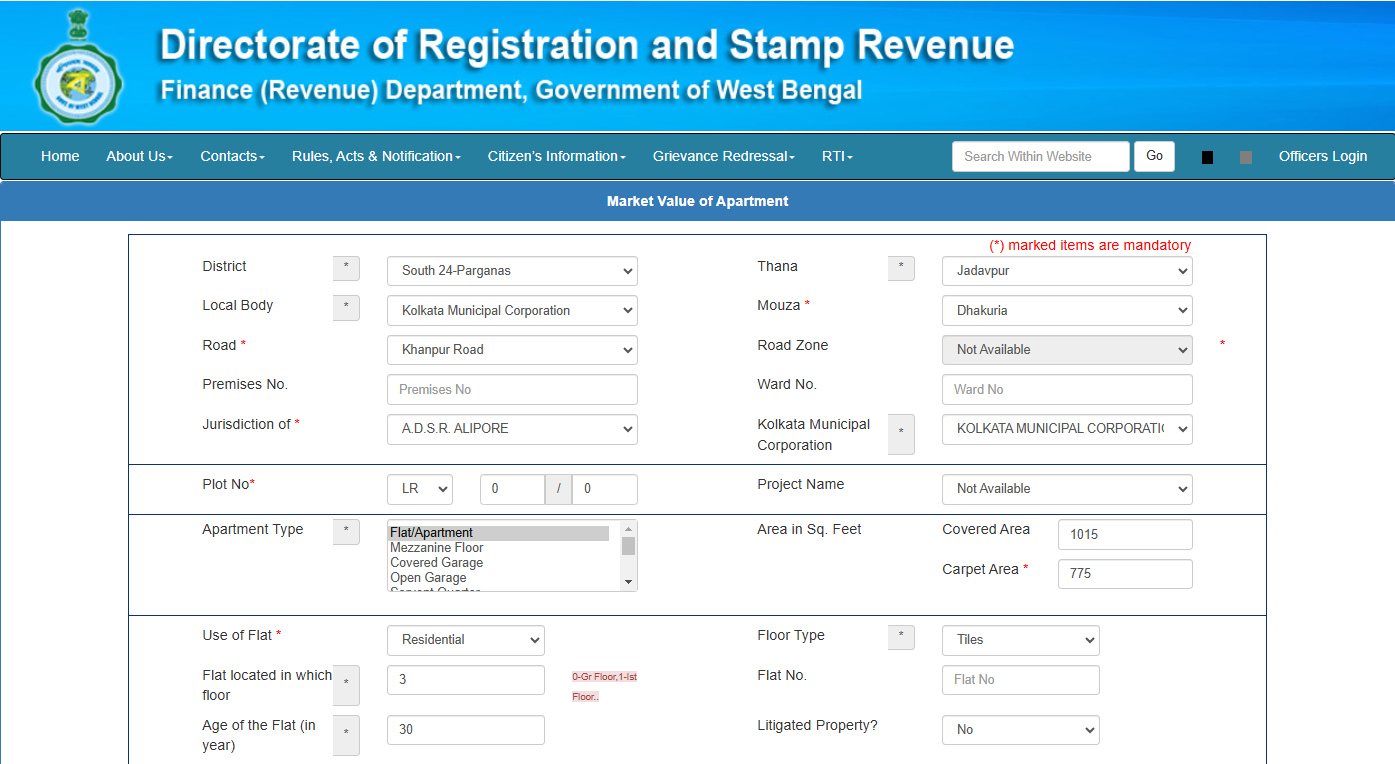 Directorate of Registration and Stamp Revenue
Finance (Revenue) Department, Government of West Bengal
Home About Us Contacts Rules, Acts & Notification Citizen's Information Grievance Redressal RTI Search Within Website Go Officers Login
Market Value of Apartment
(*) marked items are mandatory
District * South 24-Parganas Thana * Jadavpur
Local Body * Kolkata Municipal Corporation Mouza * Dhakuria
Road * Khanpur Road Road Zone Not Available *
Premises No. Premises No Ward No. Ward No
Jurisdiction of * A.D.S.R. ALIPORE Kolkata Municipal Corporation * KOLKATA MUNICIPAL CORPORATI
Plot No* LR 0 / 0 Project Name Not Available
Apartment Type * Flat/Apartment Area in Sq. Feet Covered Area 1015
Mezzanine Floor
Covered Garage
Carpet Area * 775
Open Garage
Servant Quarter
Use of Flat * Residential Floor Type * Tiles
Flat located in which floor * 3 0-Gr Floor,1-Ist Floor.. Flat No. Flat No
Age of the Flat (in year) * 30 Litigated Property? No